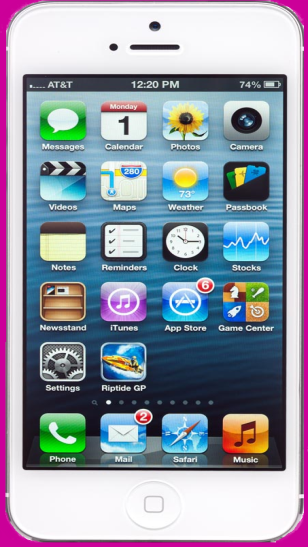 AT&T 12:20 PM 74%
Monday
1
280
Messages Calendar Photos Camera
73°
Videos Maps Weather Passbook
Notes Reminders Clock Stocks
6
Newsstand iTunes App Store Game Center
Settings Riptide GP
2
Phone Mail Safari Music